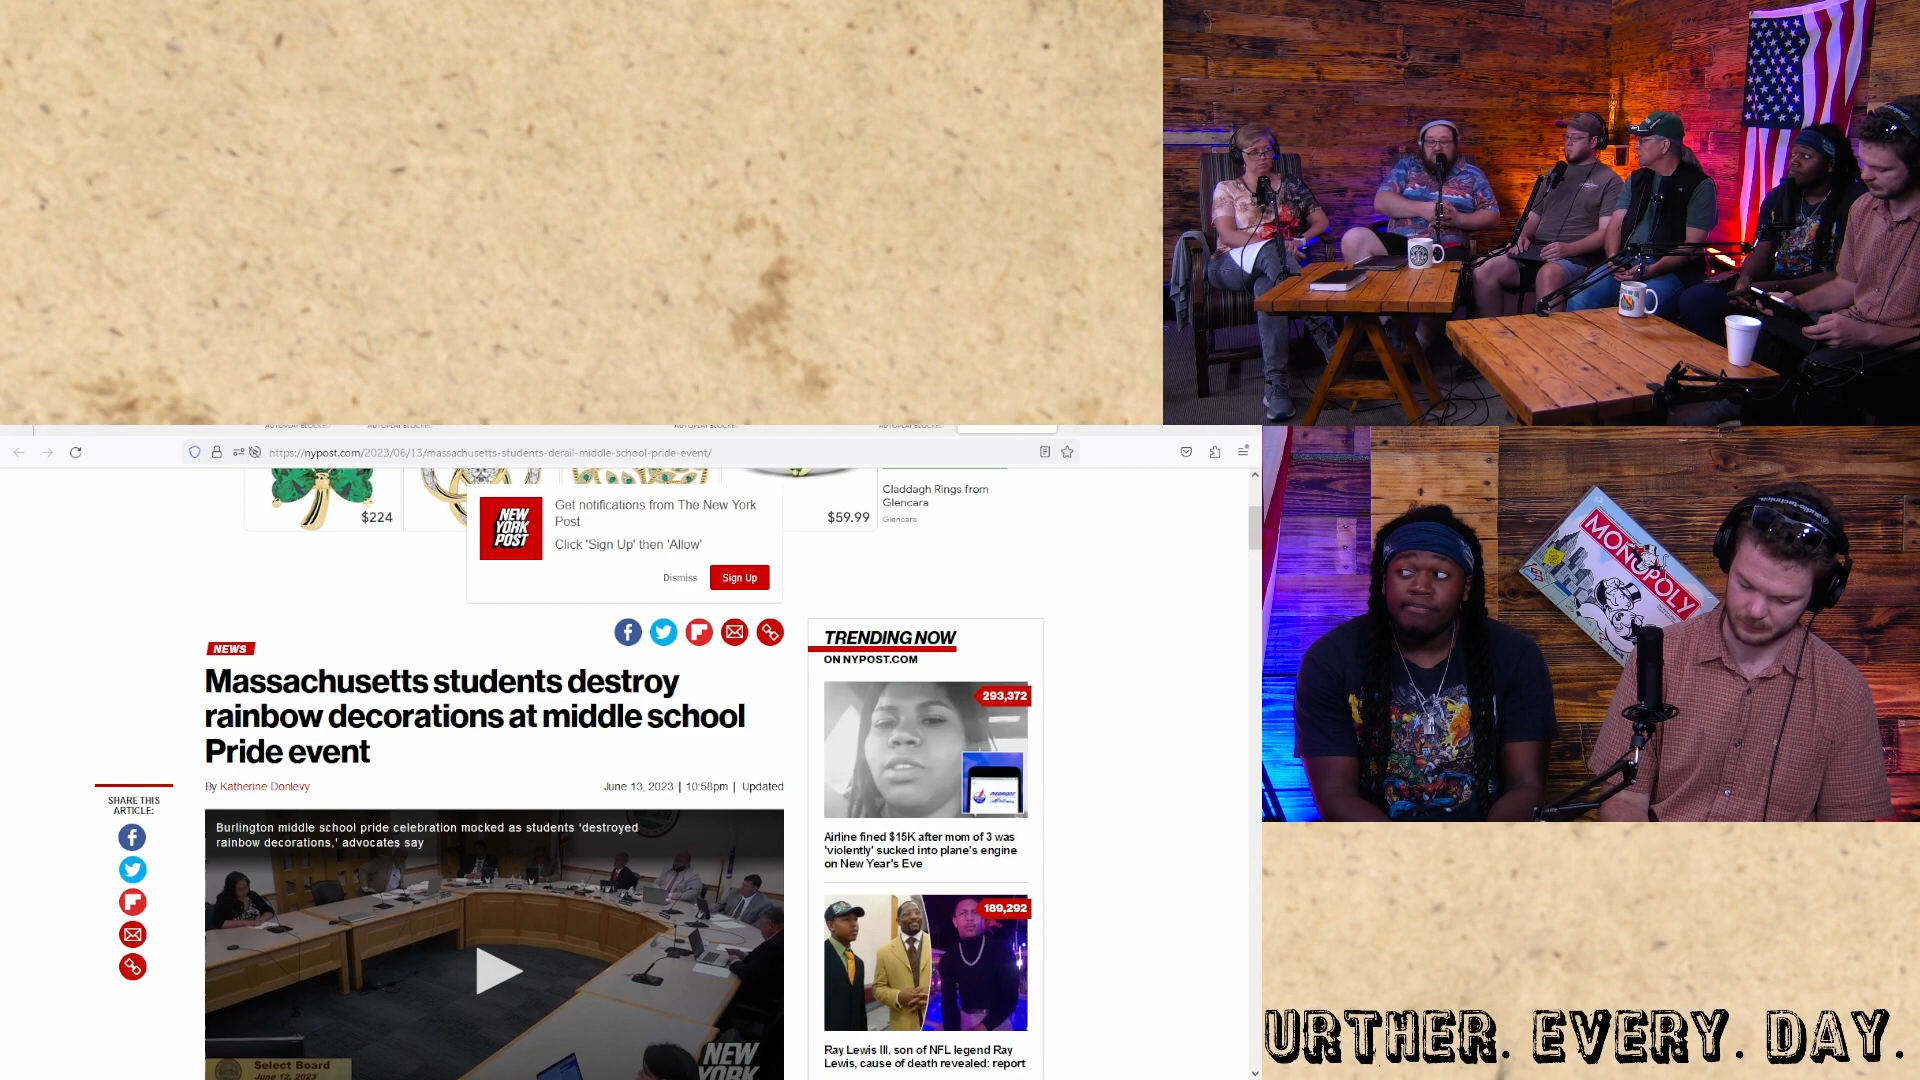 https://nypost.com/2023/06/13/massachusetts-students-derail-middle-school-pride-event/
$224
$59.99
Claddagh Rings from
Glencara
Glencara
NEW
YORK
POST
Get notifications from The New York
Post
Click 'Sign Up' then 'Allow'
Dismiss
Sign Up
NEWS
Massachusetts students destroy
rainbow decorations at middle school
Pride event
By Katherine Donlevy
June 13, 2023 | 10:58pm | Updated
SHARE THIS
ARTICLE:
Burlington middle school pride celebration mocked as students 'destroyed
rainbow decorations,' advocates say
Select Board
June 12, 2023
NEW
YORK
TRENDING NOW
ON NYPOST.COM
293,372
Airline fined $15K after mom of 3 was
'violently' sucked into plane's engine
on New Year's Eve
189,292
Ray Lewis III, son of NFL legend Ray
Lewis, cause of death revealed: report
MONOPOLY
URTHER. EVERY. DAY.